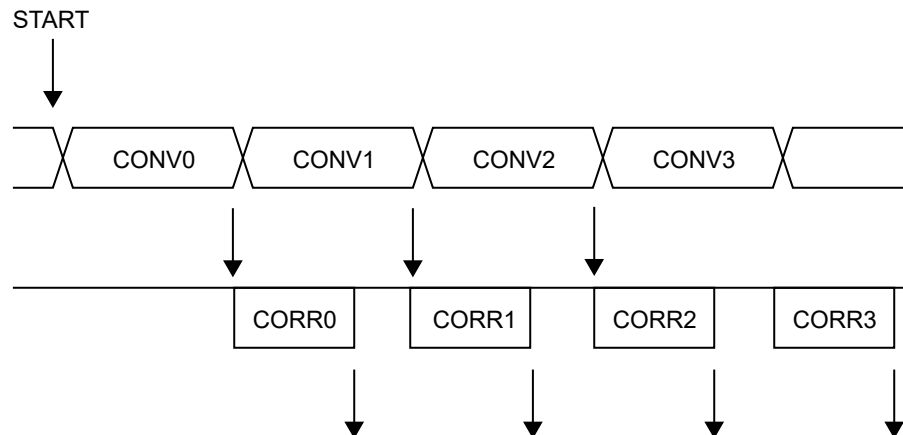 START
CONV0 CONV1 CONV2 CONV3
CORR0 CORR1 CORR2 CORR3